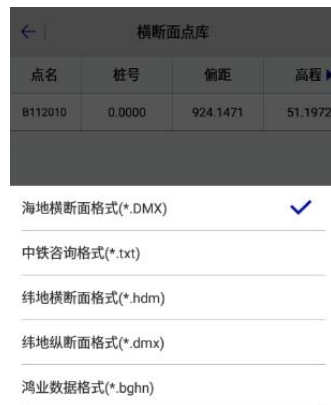 横断面点库
点名 桩号 偏距 高程
B112010 0.0000 924.1471 51.1972
海地横断面格式(*.DMX)
中铁咨询格式(*.txt)
纬地横断面格式(*.hdm)
纬地纵断面格式(*.dmx)
鸿业数据格式(*.bghn)